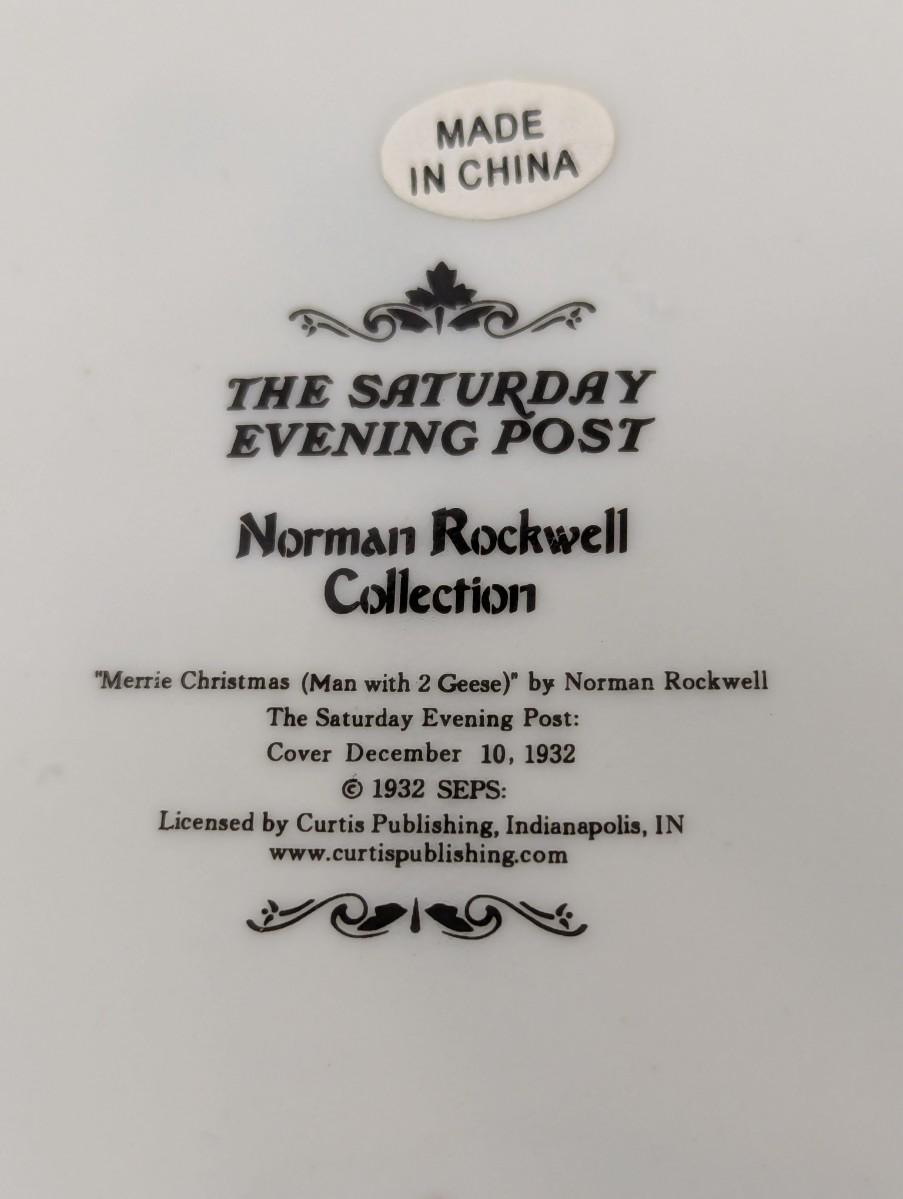 MADE
IN CHINA
THE SATURDAY
EVENING POST
Norman Rockwell
Collection
"Merrie Christmas (Man with 2 Geese)" by Norman Rockwell
The Saturday Evening Post:
Cover December 10, 1932
© 1932 SEPS:
Licensed by Curtis Publishing, Indianapolis, IN
www.curtispublishing.com